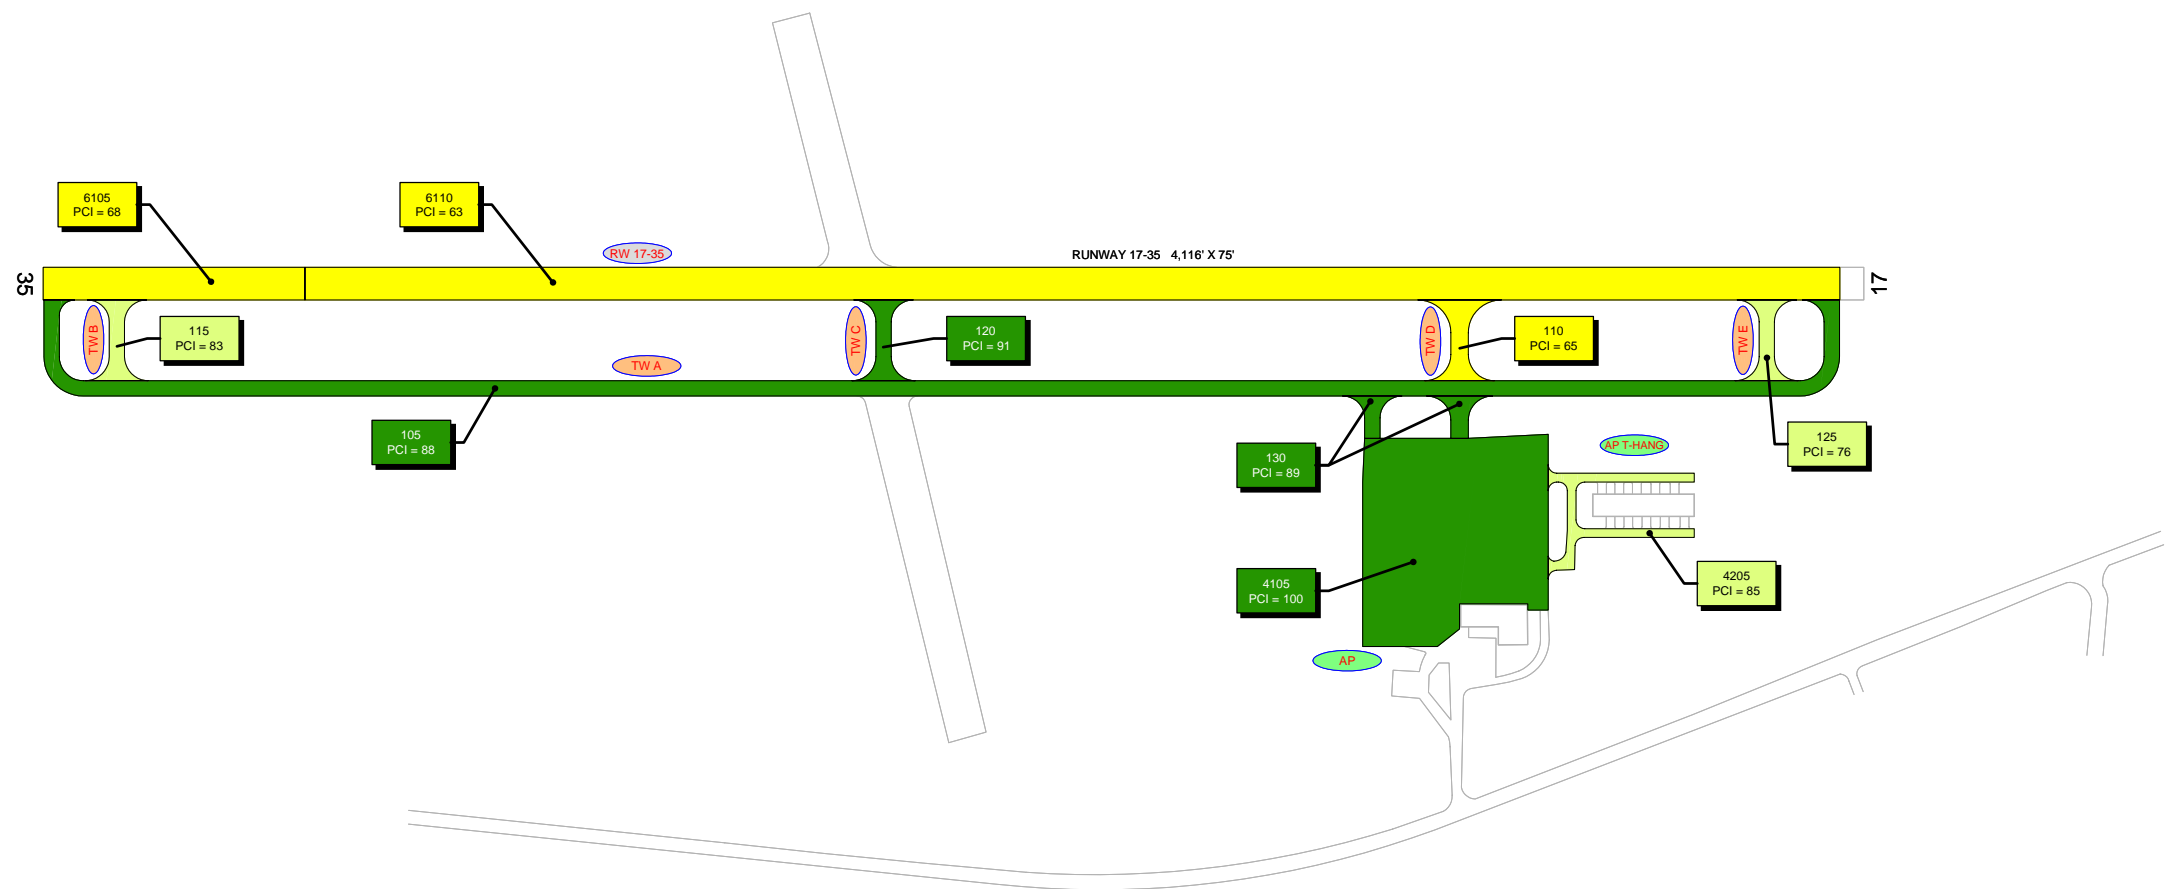 6105
PCI = 68
6110
PCI = 63
RW 17-35
RUNWAY 17-35 4,116' X 75'
35
17
TW B
115
PCI = 83
TW A
TW C
120
PCI = 91
TW D
110
PCI = 65
TW E
105
PCI = 88
130
PCI = 89
AP T-HANG
125
PCI = 76
4105
PCI = 100
4205
PCI = 85
AP